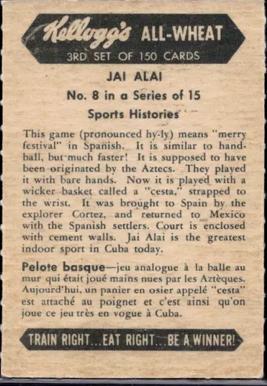 Kellogg's ALL-WHEAT
3RD SET OF 150 CARDS
JAI ALAI
No. 8 in a Series of 15
Sports Histories
This game (pronounced hy-ly) means "merry
festival" in Spanish. It is similar to hand-
ball, but much faster! It is supposed to have
been originated by the Aztecs. They played
it with bare hands. Now it is played with a
wicker basket called a "cesta," strapped to
the wrist. It was brought to Spain by the
explorer Cortez, and returned to Mexico
with the Spanish settlers. Court is enclosed
with cement walls. Jai Alai is the greatest
indoor sport in Cuba today.
Pelote basque—jeu analogue à la balle au
mur qui était joué mains nues par les Aztèques.
Aujourd'hui, un panier en osier appelé "cesta"
est attaché au poignet et c'est ainsi qu'on
joue ce jeu très en vogue à Cuba.
TRAIN RIGHT...EAT RIGHT...BE A WINNER!